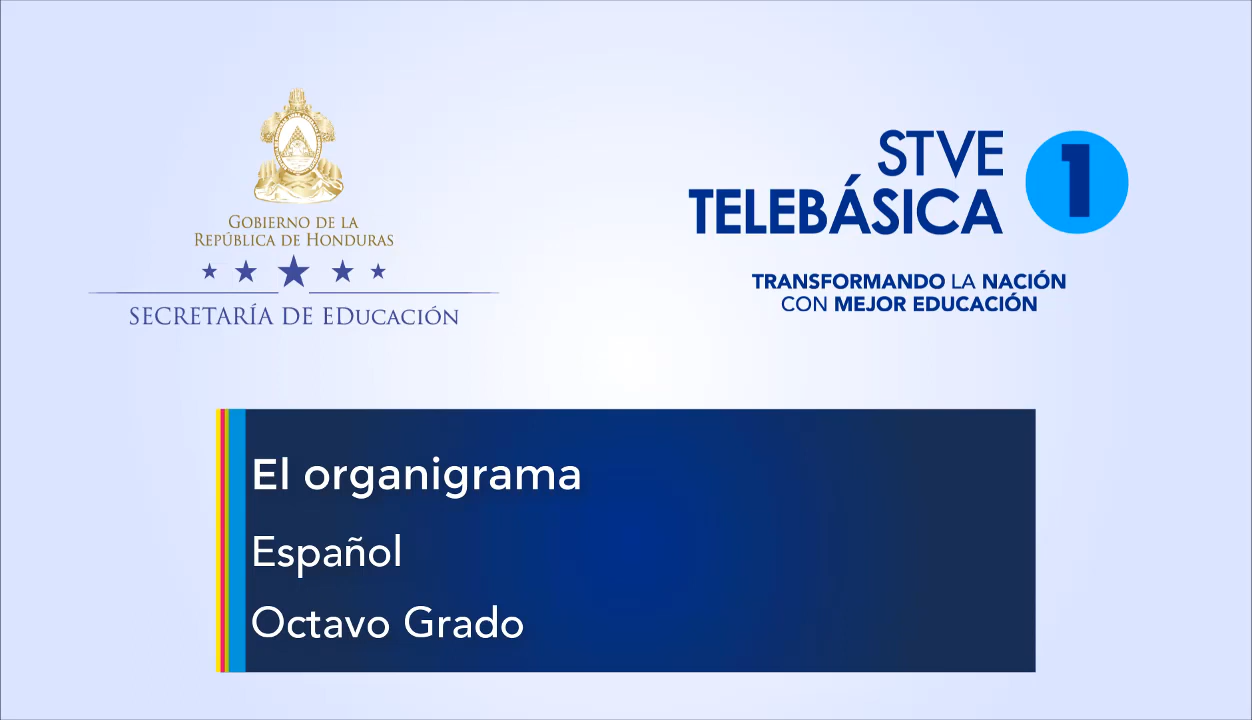 GOBIERNO DE LA
REPÚBLICA DE HONDURAS
SECRETARÍA DE EDUCACIÓN
STVE
TELEBÁSICA
1
TRANSFORMANDO LA NACIÓN
CON MEJOR EDUCACIÓN
El organigrama
Español
Octavo Grado